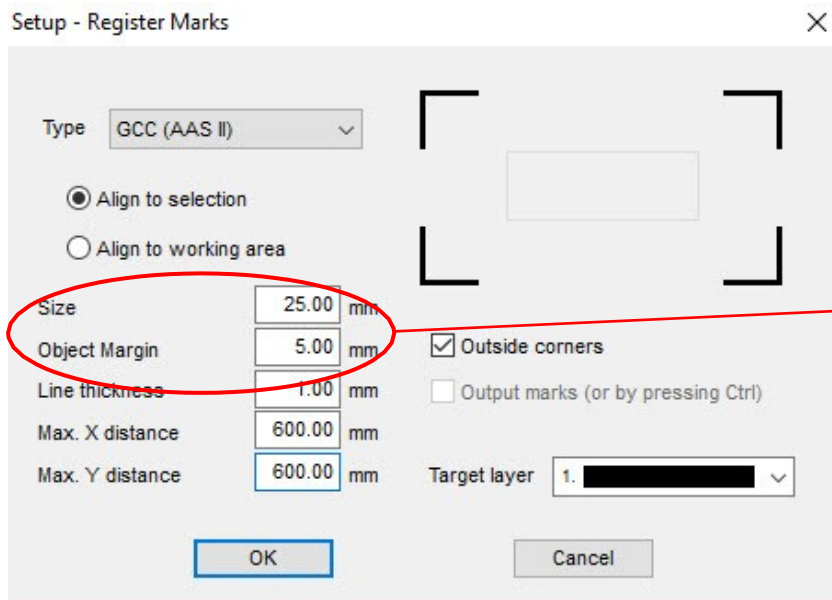 Setup - Register Marks
Type GCC (AAS II)
Align to selection
Align to working area
Size 25.00 mm
Object Margin 5.00 mm
Line thickness 1.00 mm
Max. X distance 600.00 mm
Max. Y distance 600.00 mm
Outside corners
Output marks (or by pressing Ctrl)
Target layer 1.
OK Cancel